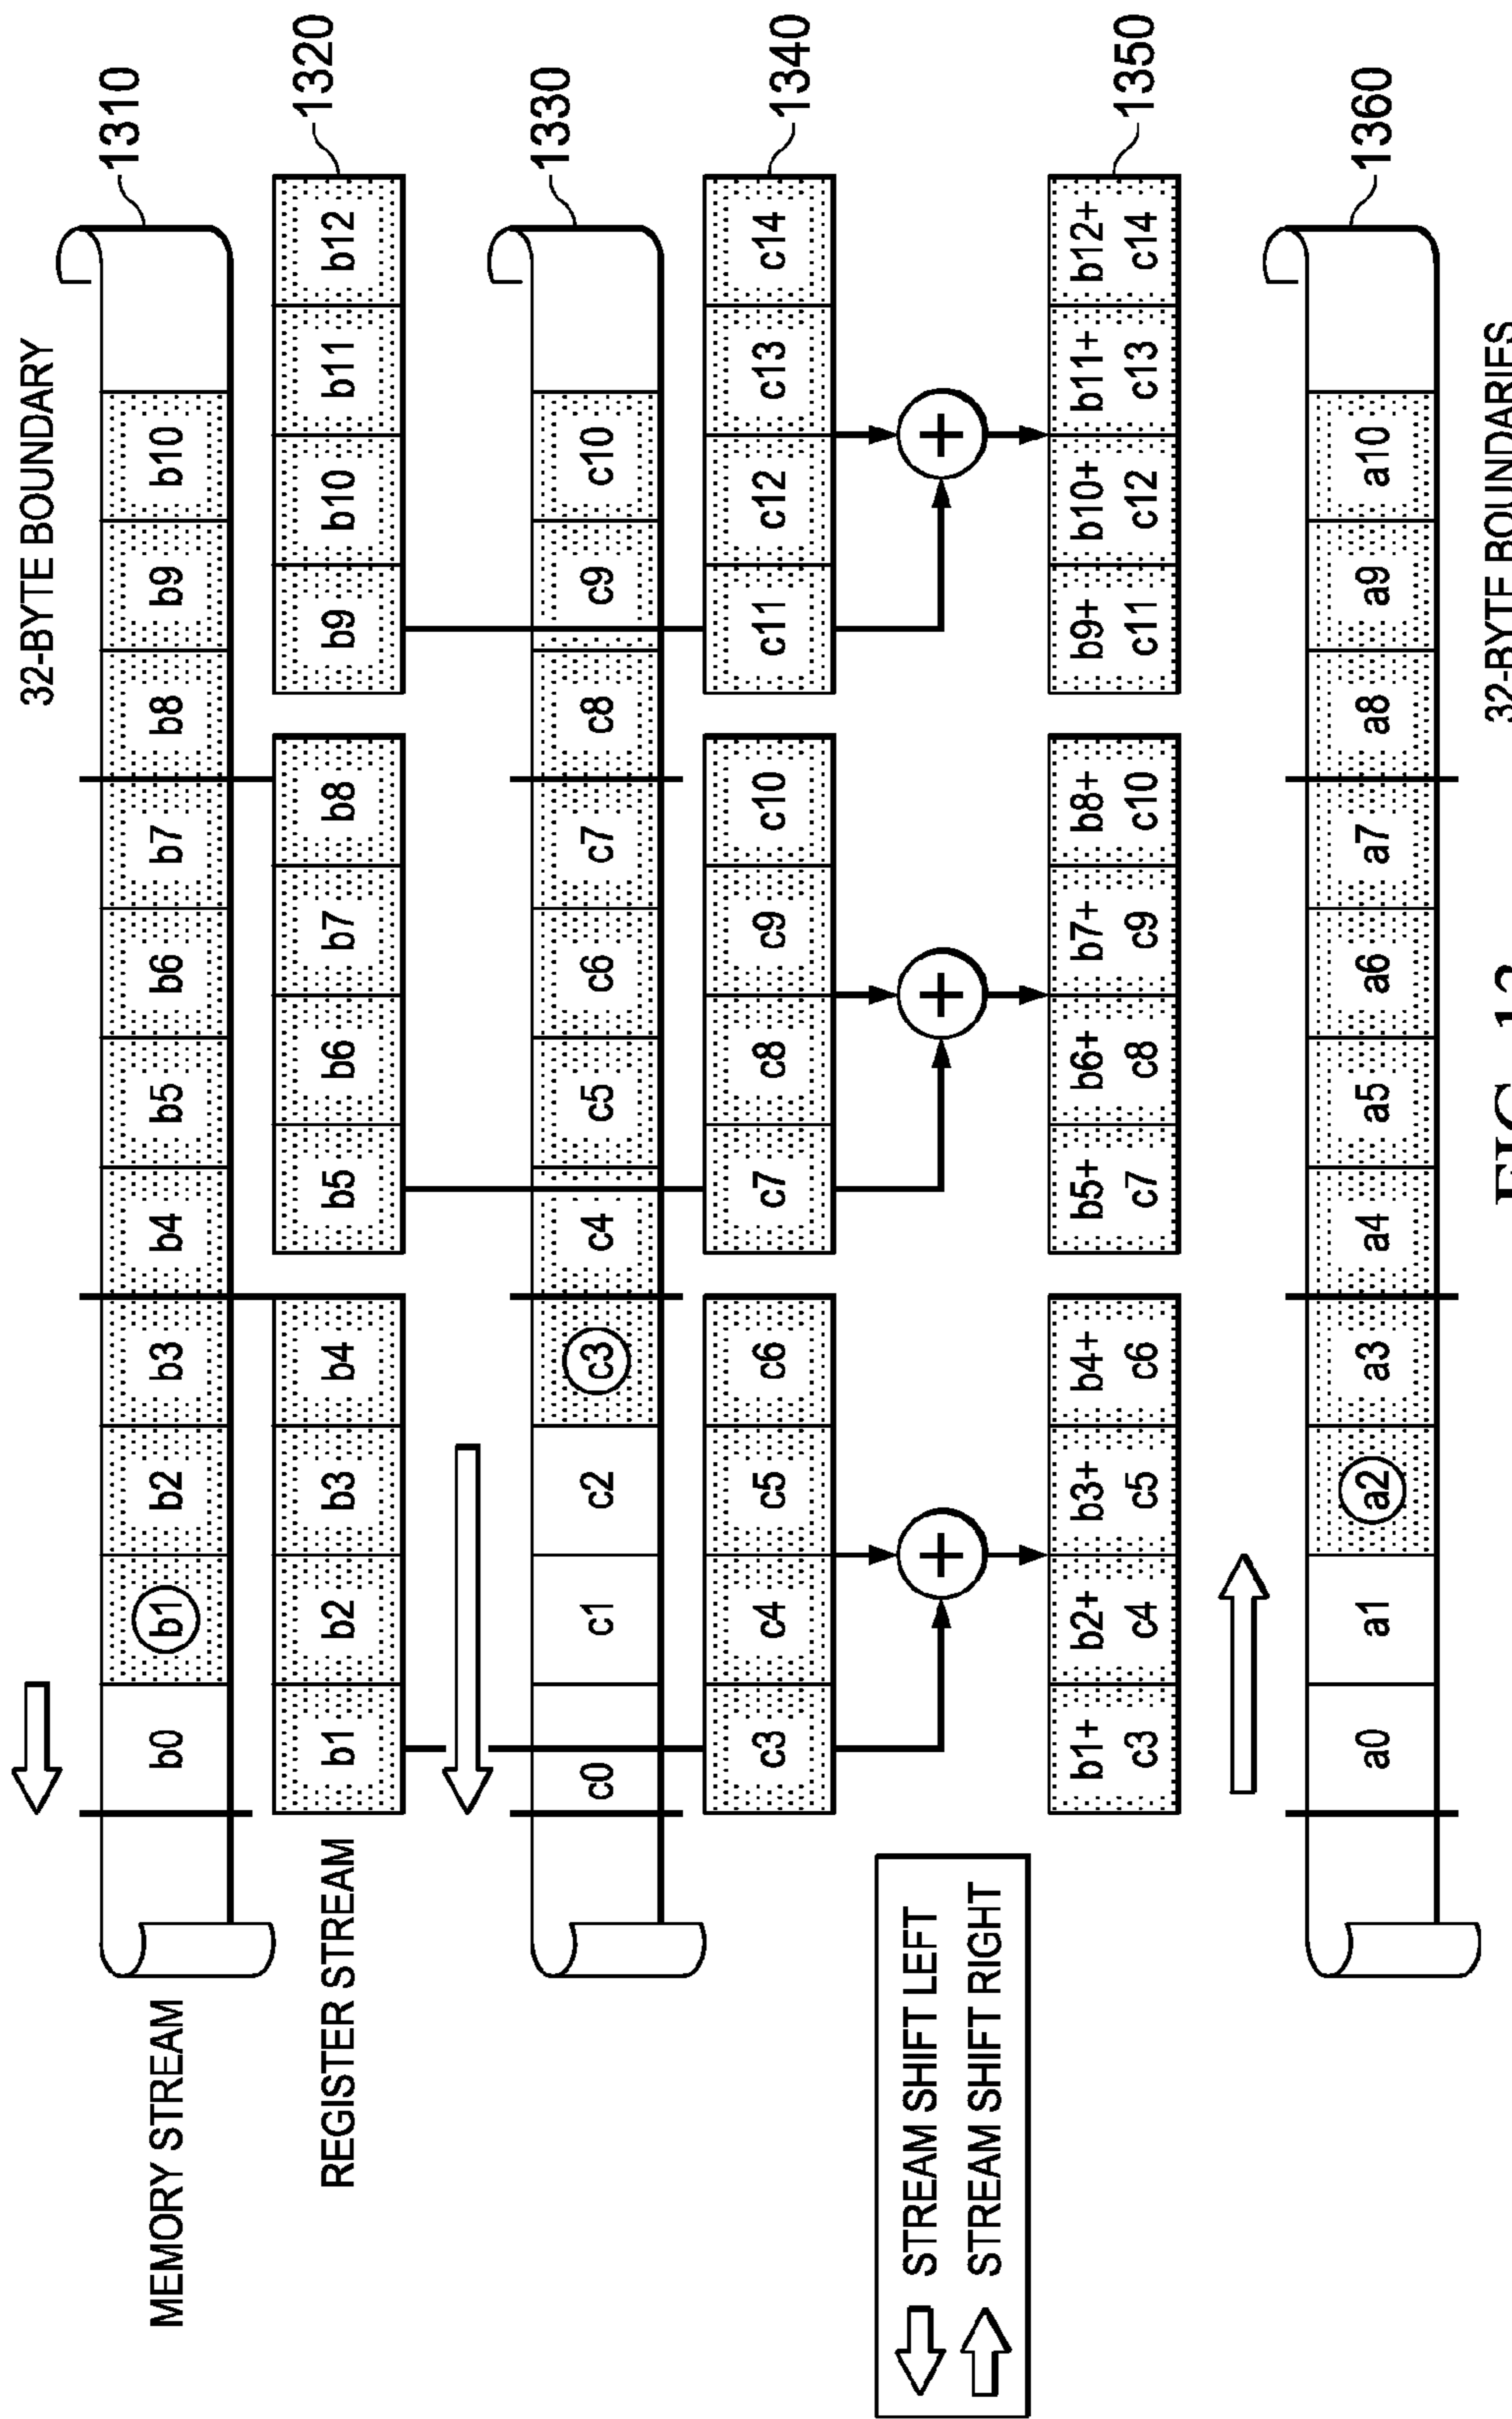 32-BYTE BOUNDARY
MEMORY STREAM
b0 b1 b2 b3 b4 b5 b6 b7 b8 b9 b10
1310
REGISTER STREAM
b1 b2 b3 b4 b5 b6 b7 b8 b9 b10 b11 b12
1320
c0 c1 c2 c3 c4 c5 c6 c7 c8 c9 c10
1330
c3 c4 c5 c6 c7 c8 c9 c10 c11 c12 c13 c14
1340
STREAM SHIFT LEFT
STREAM SHIFT RIGHT
+ + +
b1+ b2+ b3+ b4+ b5+ b6+ b7+ b8+ b9+ b10+ b11+ b12+
c3 c4 c5 c6 c7 c8 c9 c10 c11 c12 c13 c14
1350
a0 a1 a2 a3 a4 a5 a6 a7 a8 a9 a10
1360
32-BYTE BOUNDARIES